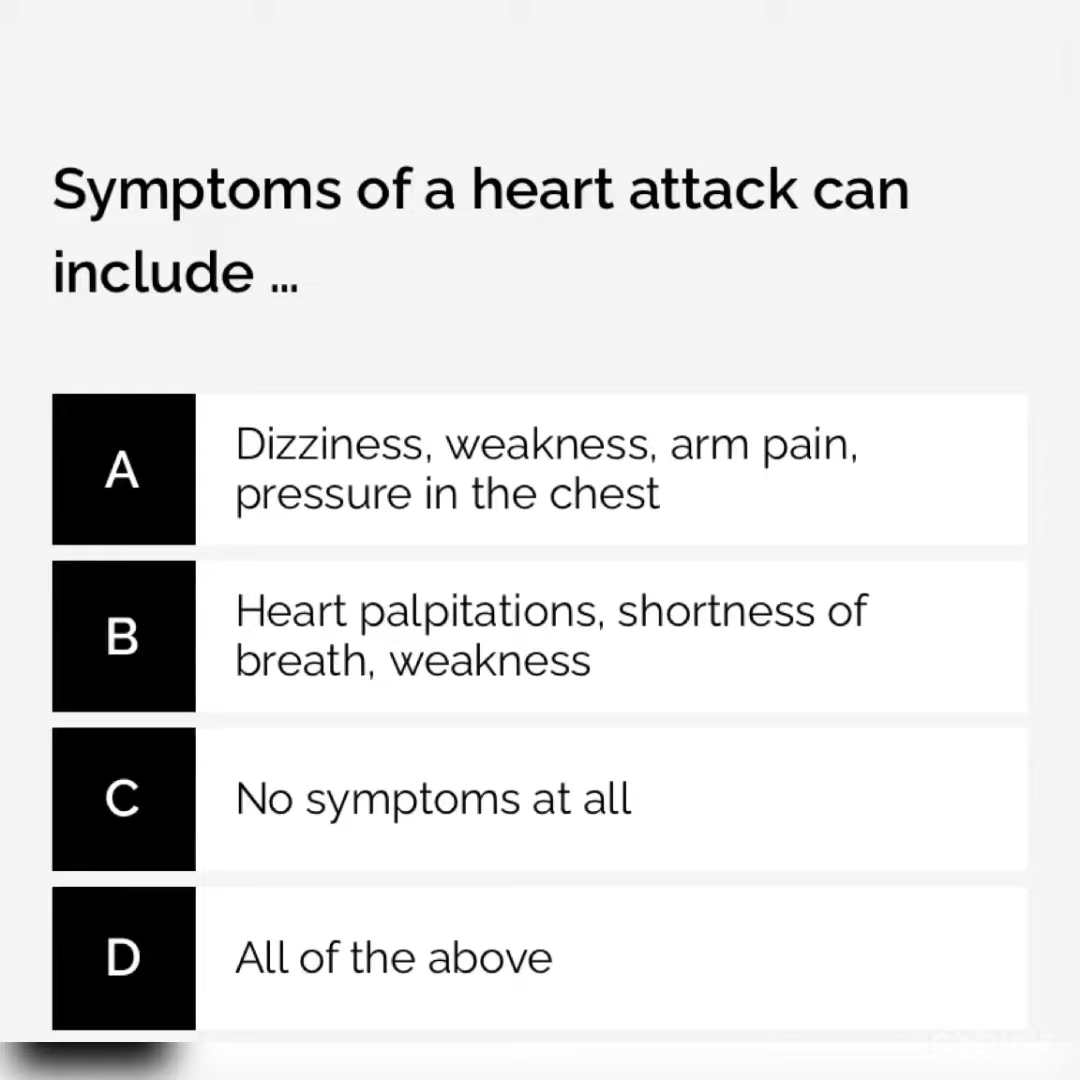 Symptoms of a heart attack can
include ...
A
Dizziness, weakness, arm pain,
pressure in the chest
B
Heart palpitations, shortness of
breath, weakness
C
No symptoms at all
D
All of the above